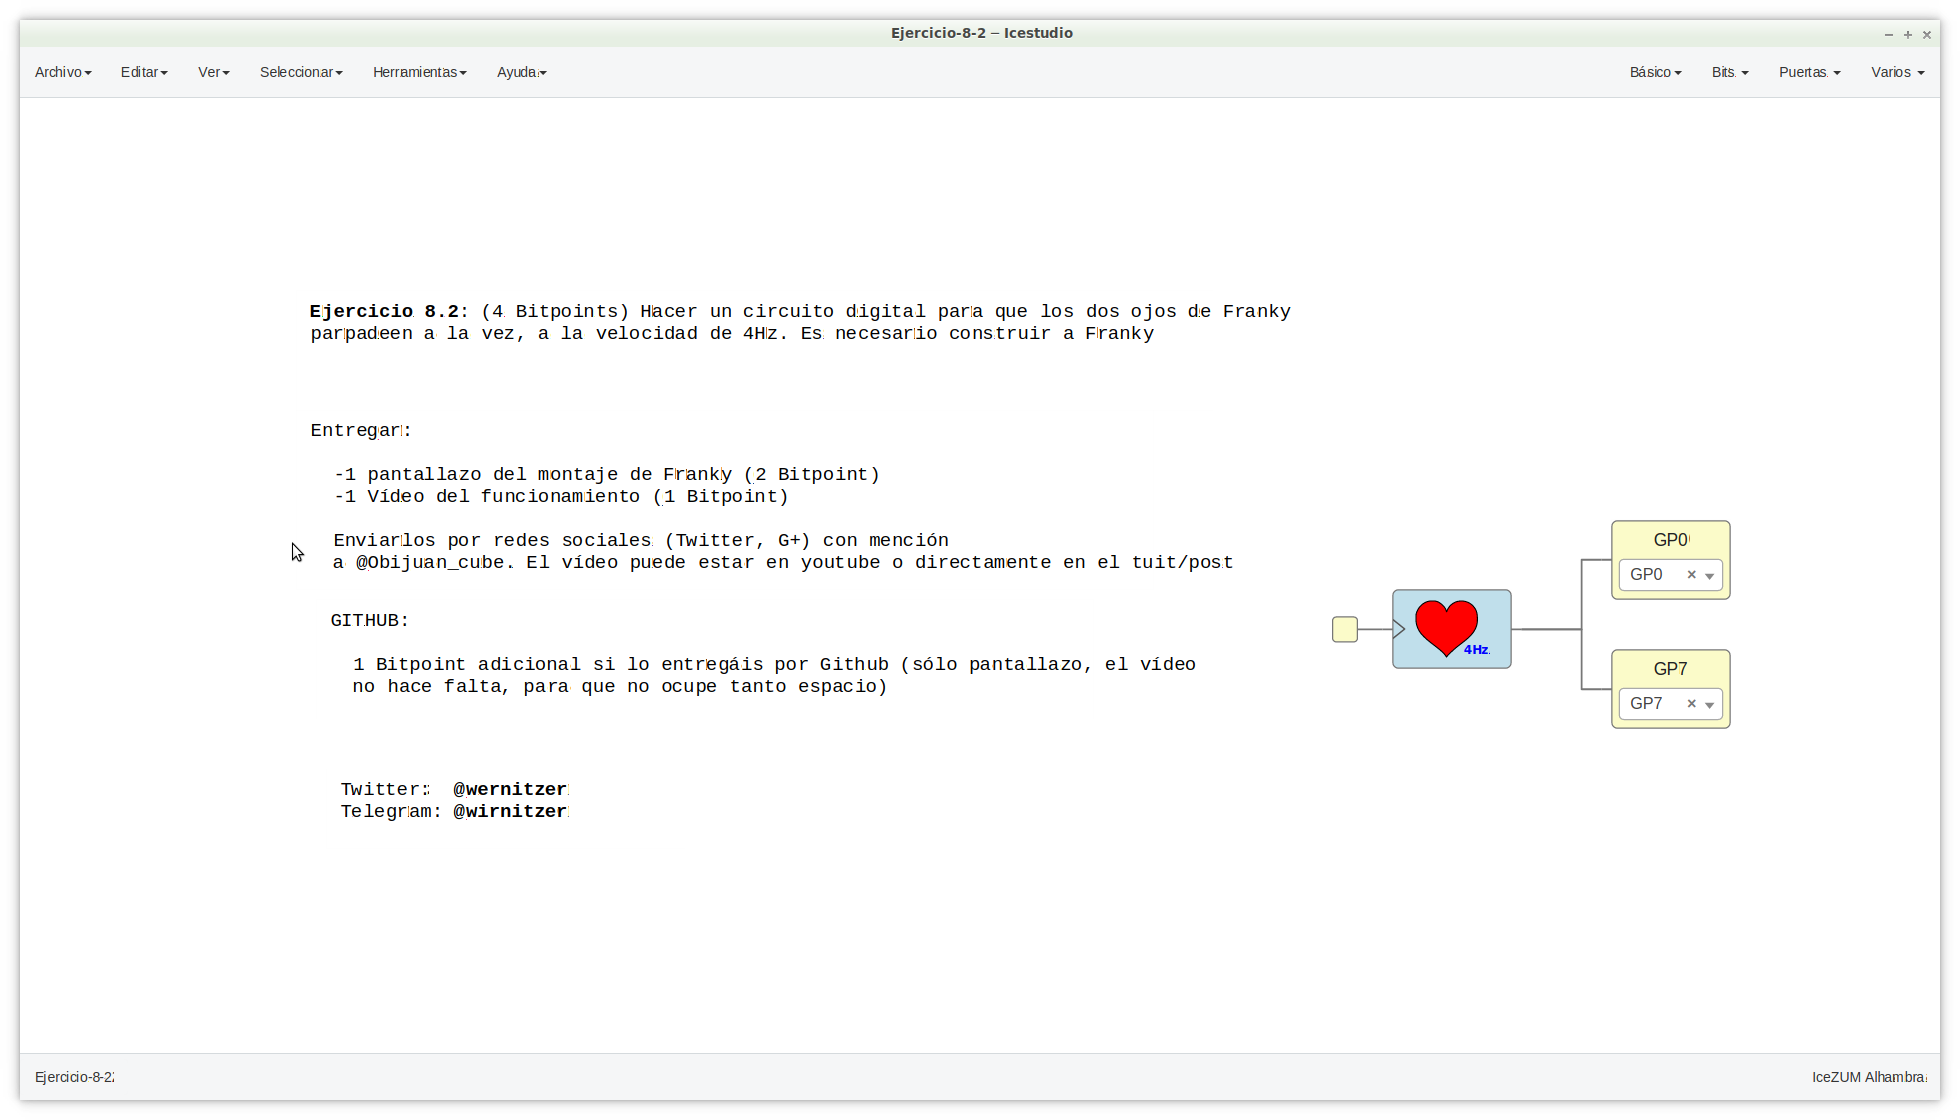 Ejercicio-8-2 – Icestudio
Archivo Editar Ver Seleccionar Herramientas Ayuda Básico Bits Puertas Varios
Ejercicio 8.2: (4 Bitpoints) Hacer un circuito digital para que los dos ojos de Franky
parpadeen a la vez, a la velocidad de 4Hz. Es necesario construir a Franky
Entregar:
-1 pantallazo del montaje de Franky (2 Bitpoint)
-1 Vídeo del funcionamiento (1 Bitpoint)
Enviarlos por redes sociales (Twitter, G+) con mención
a @Obijuan_cube. El vídeo puede estar en youtube o directamente en el tuit/post
GITHUB:
1 Bitpoint adicional si lo entregáis por Github (sólo pantallazo, el vídeo
no hace falta, para que no ocupe tanto espacio)
Twitter: @wernitzer
Telegram: @wirnitzer
4Hz
GP0
GP0
GP7
GP7
Ejercicio-8-2
IceZUM Alhambra